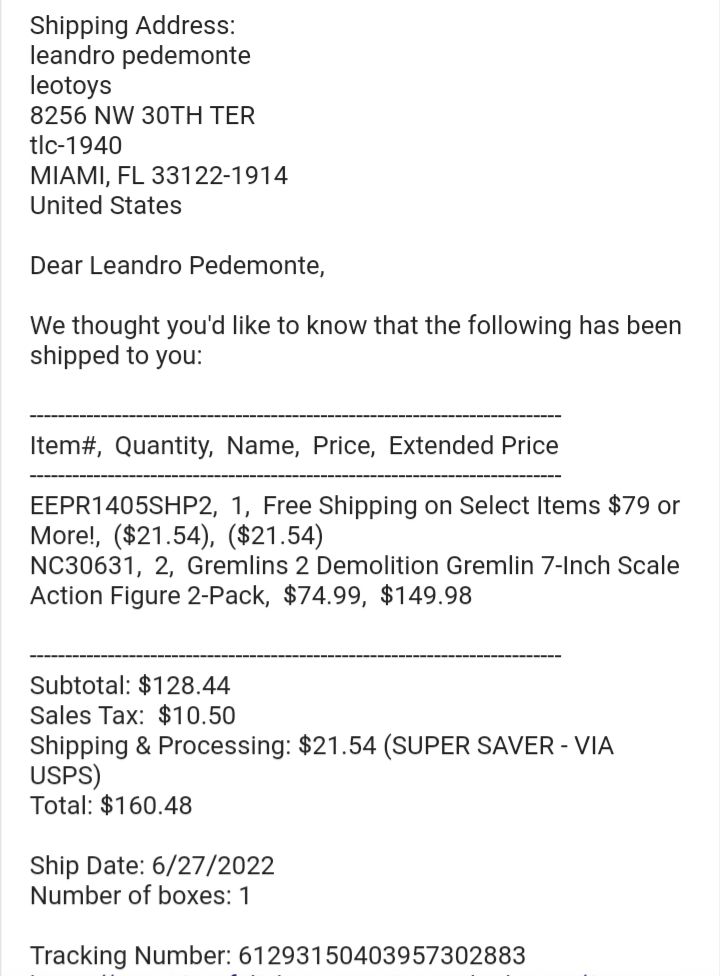 Shipping Address:
leandro pedemonte
leotoys
8256 NW 30TH TER
tlc-1940
MIAMI, FL 33122-1914
United States
Dear Leandro Pedemonte,
We thought you'd like to know that the following has been
shipped to you:
---------------------------------------------------------------------------
Item#,  Quantity,  Name,  Price,  Extended Price
---------------------------------------------------------------------------
EEPR1405SHP2,  1,  Free Shipping on Select Items $79 or
More!,  ($21.54),  ($21.54)
NC30631,  2,  Gremlins 2 Demolition Gremlin 7-Inch Scale
Action Figure 2-Pack,  $74.99,  $149.98
---------------------------------------------------------------------------
Subtotal: $128.44
Sales Tax:  $10.50
Shipping & Processing: $21.54 (SUPER SAVER - VIA
USPS)
Total: $160.48
Ship Date: 6/27/2022
Number of boxes: 1
Tracking Number: 61293150403957302883